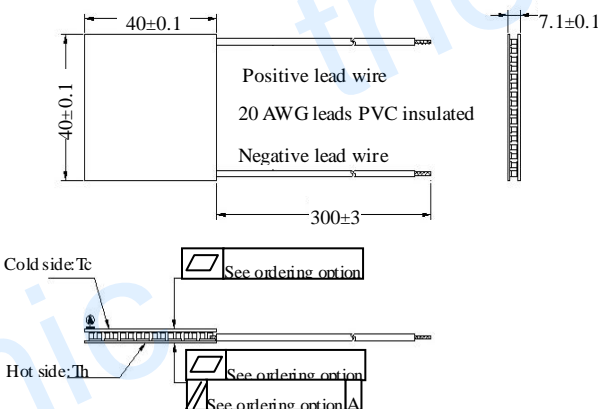 40±0.1
7.1±0.1
40±0.1
Positive lead wire
20 AWG leads PVC insulated
Negative lead wire
300±3
Cold side:Tc
See ordering option
A
Hot side:Th
See ordering option
See ordering option A